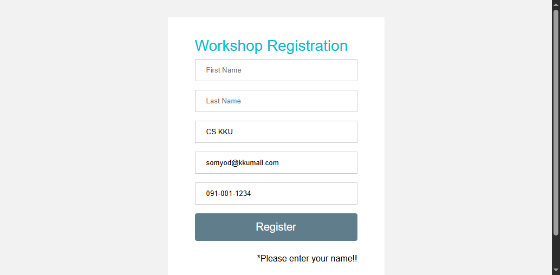 Workshop Registration
First Name
Last Name
CS KKU
somyod@kkumail.com
091-001-1234
Register
*Please enter your name!!